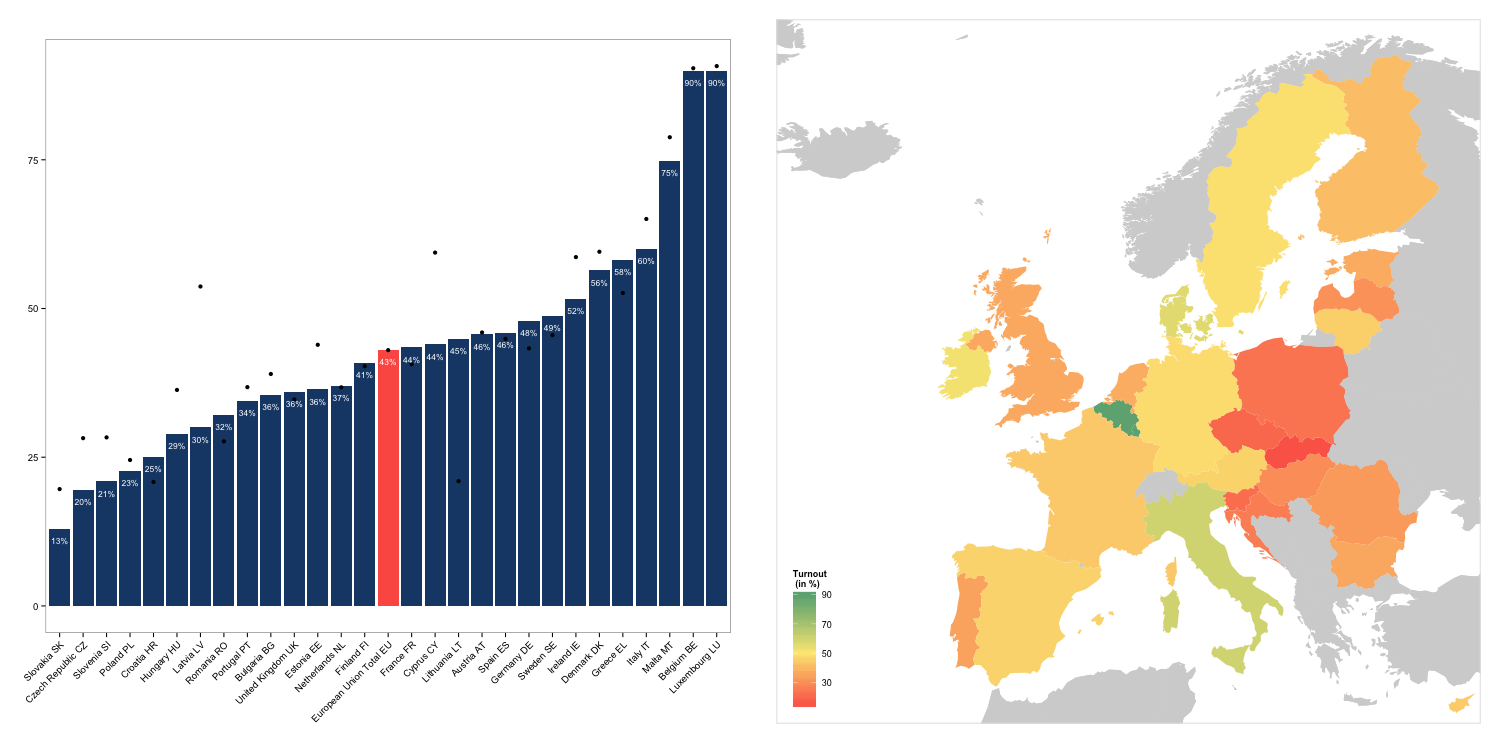 75
50
25
0
13%
20%
21%
23%
25%
29%
30%
32%
34%
36%
36%
36%
37%
41%
43%
44%
44%
45%
46%
46%
48%
49%
52%
56%
58%
60%
75%
90%
90%
Slovakia SK
Czech Republic CZ
Slovenia SI
Poland PL
Croatia HR
Hungary HU
Latvia LV
Romania RO
Portugal PT
Bulgaria BG
United Kingdom UK
Estonia EE
Netherlands NL
Finland FI
European Union Total EU
France FR
Cyprus CY
Lithuania LT
Austria AT
Spain ES
Germany DE
Sweden SE
Ireland IE
Denmark DK
Greece EL
Italy IT
Malta MT
Belgium BE
Luxembourg LU
Turnout
(in %)
90
70
50
30